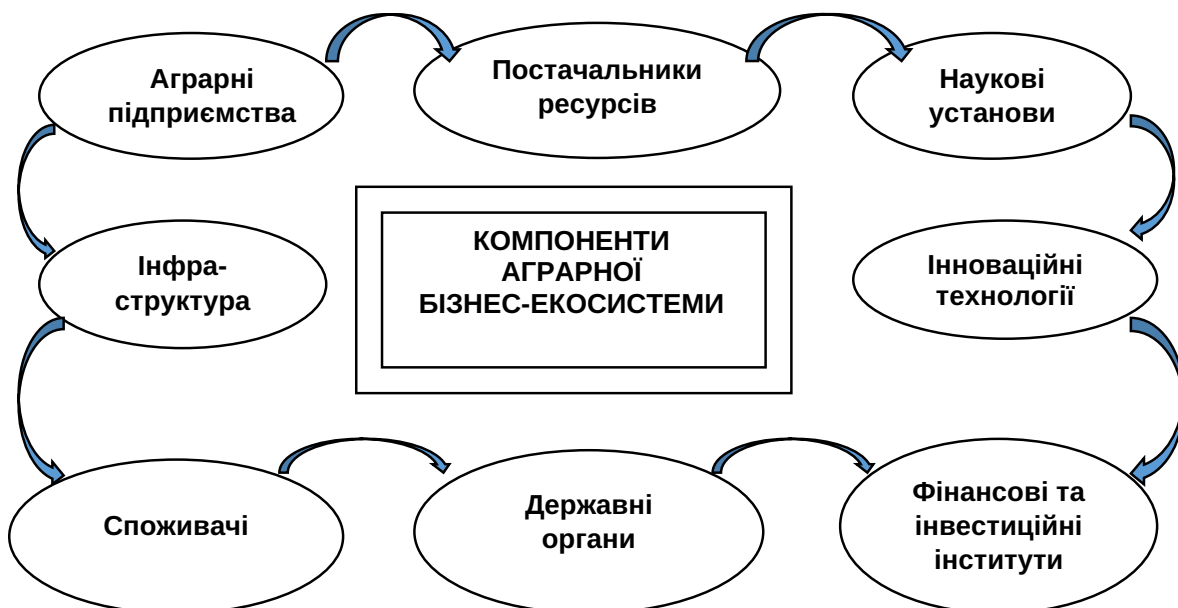 Аграрні
підприємства
Постачальники
ресурсів
Наукові
установи
КОМПОНЕНТИ
АГРАРНОЇ
БІЗНЕС-ЕКОСИСТЕМИ
Інфра-
структура
Інноваційні
технології
Споживачі
Державні
органи
Фінансові та
інвестиційні
інститути